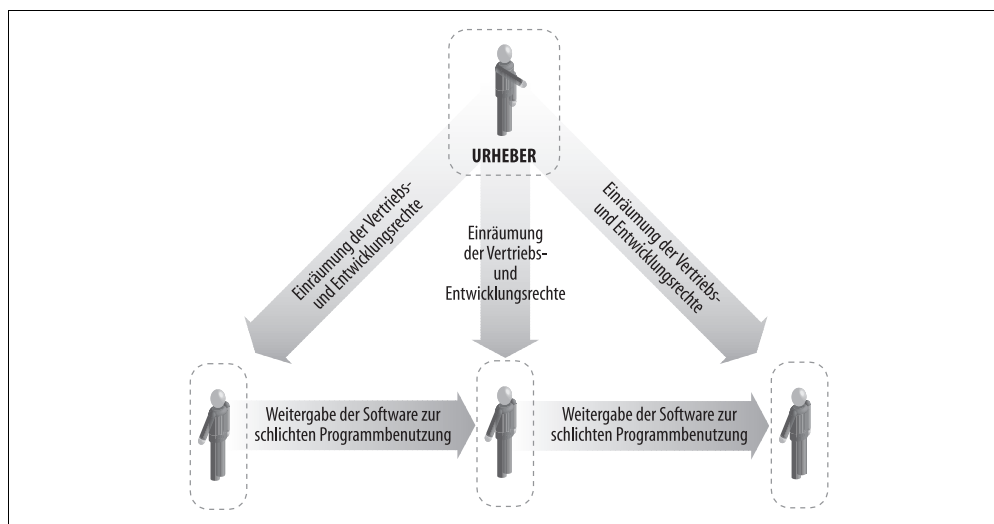 URHEBER
Einräumung der Vertriebs-
und Entwicklungsrechte
Einräumung
der Vertriebs-
und
Entwicklungsrechte
Einräumung der Vertriebs-
und Entwicklungsrechte
Weitergabe der Software zur
schlichten Programmbenutzung
Weitergabe der Software zur
schlichten Programmbenutzung